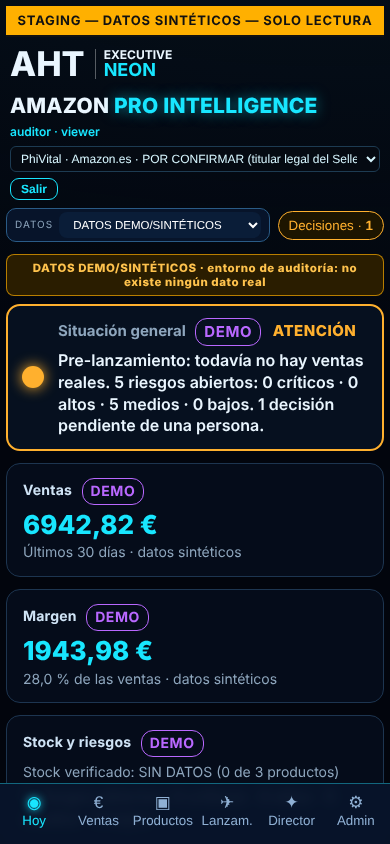 STAGING — DATOS SINTÉTICOS — SOLO LECTURA
AHT EXECUTIVE
NEON
AMAZON PRO INTELLIGENCE
auditor · viewer
PhiVital · Amazon.es · POR CONFIRMAR (titular legal del Selle
Salir
DATOS DATOS DEMO/SINTÉTICOS Decisiones · 1
DATOS DEMO/SINTÉTICOS · entorno de auditoría: no
existe ningún dato real
Situación general DEMO ATENCIÓN
Pre-lanzamiento: todavía no hay ventas
reales. 5 riesgos abiertos: 0 críticos · 0
altos · 5 medios · 0 bajos. 1 decisión
pendiente de una persona.
Ventas DEMO
6942,82 €
Últimos 30 días · datos sintéticos
Margen DEMO
1943,98 €
28,0 % de las ventas · datos sintéticos
Stock y riesgos DEMO
Stock verificado: SIN DATOS (0 de 3 productos)
Hoy Ventas Productos Lanzam. Director Admin